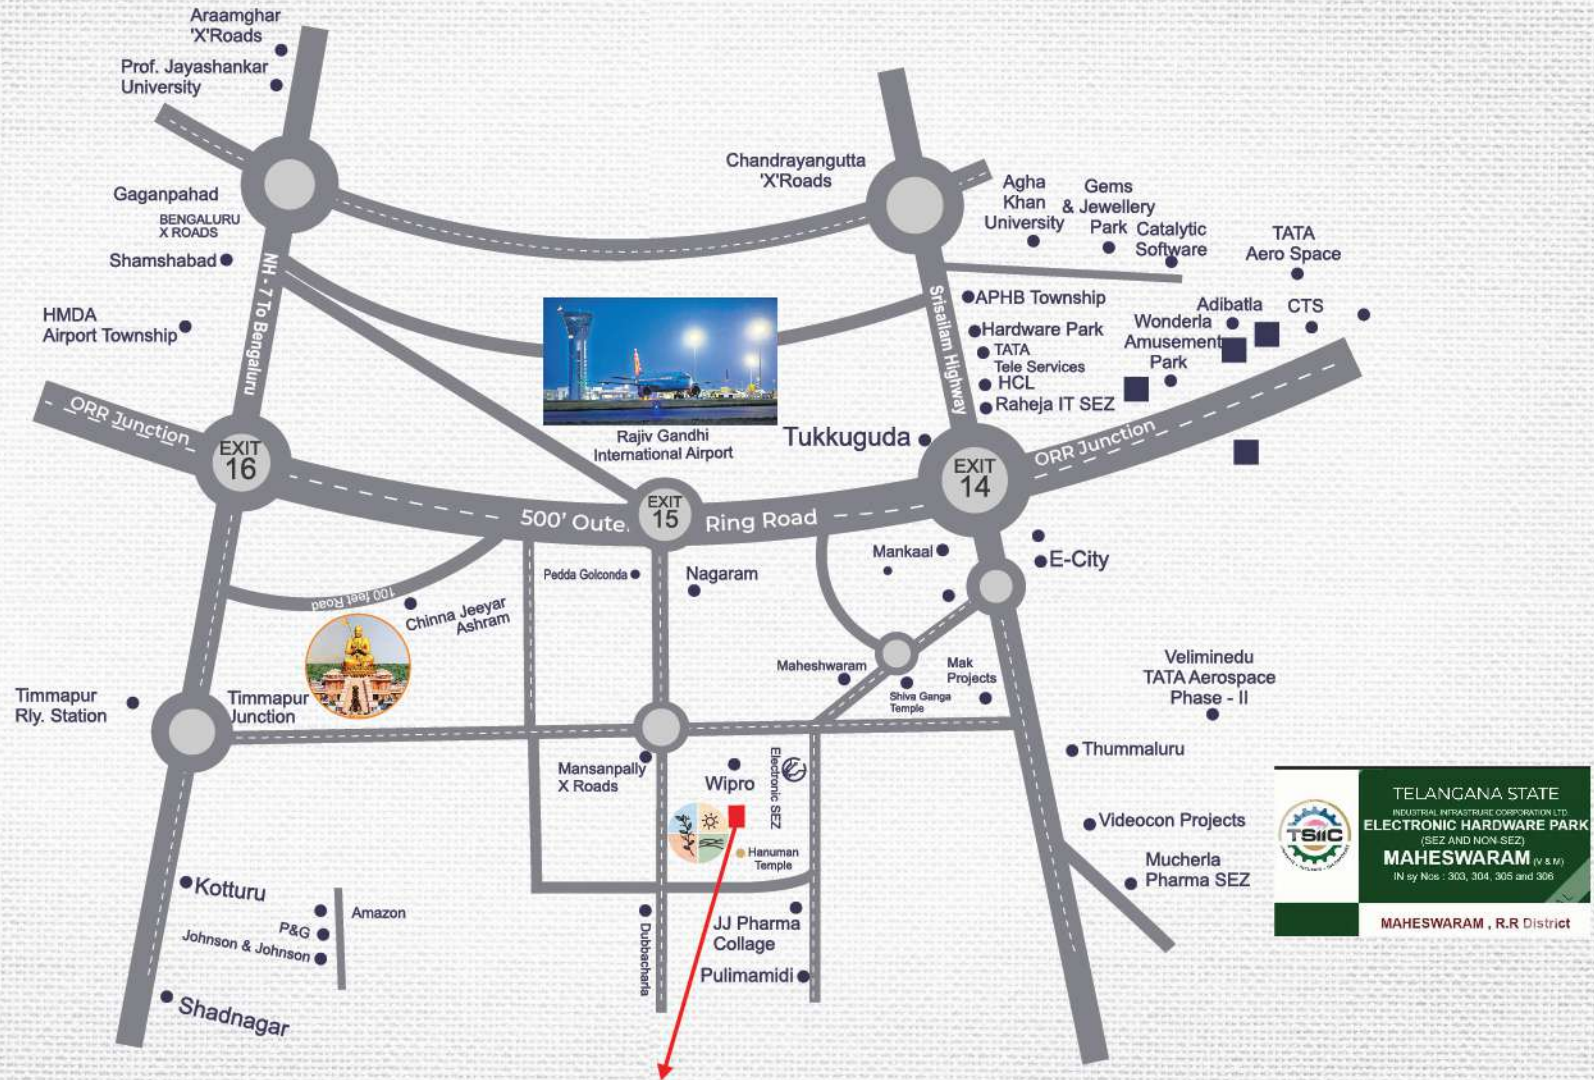 Araamghar
'X'Roads
Prof. Jayashankar
University
Gaganpahad
BENGALURU
X ROADS
Shamshabad
HMDA
Airport Township
NH - 7 To Bengaluru
ORR Junction
EXIT
16
Chandrayangutta
'X'Roads
Agha
Khan
University
Gems
& Jewellery
Park
Catalytic
Software
TATA
Aero Space
Srisailam Highway
APHB Township
Hardware Park
TATA
Tele Services
HCL
Raheja IT SEZ
Adibatla
CTS
Wonderla
Amusement
Park
Rajiv Gandhi
International Airport
Tukkuguda
EXIT
14
ORR Junction
500' Oute.
EXIT
15
Ring Road
100 feet Road
Chinna Jeeyar
Ashram
Pedda Golconda
Nagaram
Mankaal
E-City
Maheshwaram
Shiva Ganga
Temple
Mak
Projects
Veliminedu
TATA Aerospace
Phase - II
Timmapur
Rly. Station
Timmapur
Junction
Mansanpally
X Roads
Wipro
Electronic SEZ
Hanuman
Temple
Thummaluru
Videocon Projects
Mucherla
Pharma SEZ
Kotturu
Amazon
P&G
Johnson & Johnson
Shadnagar
Dubbacharla
JJ Pharma
Collage
Pulimamidi
TSIIC
TELANGANA STATE
INDUSTRIAL INFRASTRURE CORPORATION LTD.
ELECTRONIC HARDWARE PARK
(SEZ AND NON-SEZ)
MAHESWARAM (V & M)
IN sy Nos : 303, 304, 305 and 306
MAHESWARAM , R.R District